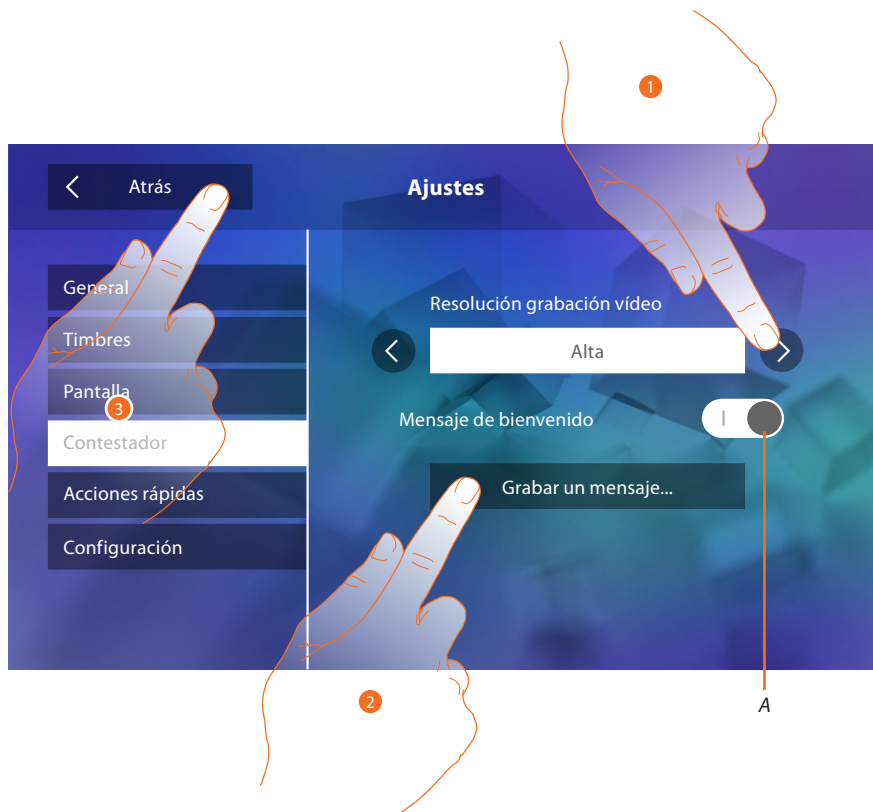 1
Atrás
Ajustes
General
Timbres
Pantalla
3
Contestador
Acciones rápidas
Configuración
Resolución grabación vídeo
Alta
Mensaje de bienvenido
Grabar un mensaje...
2
A